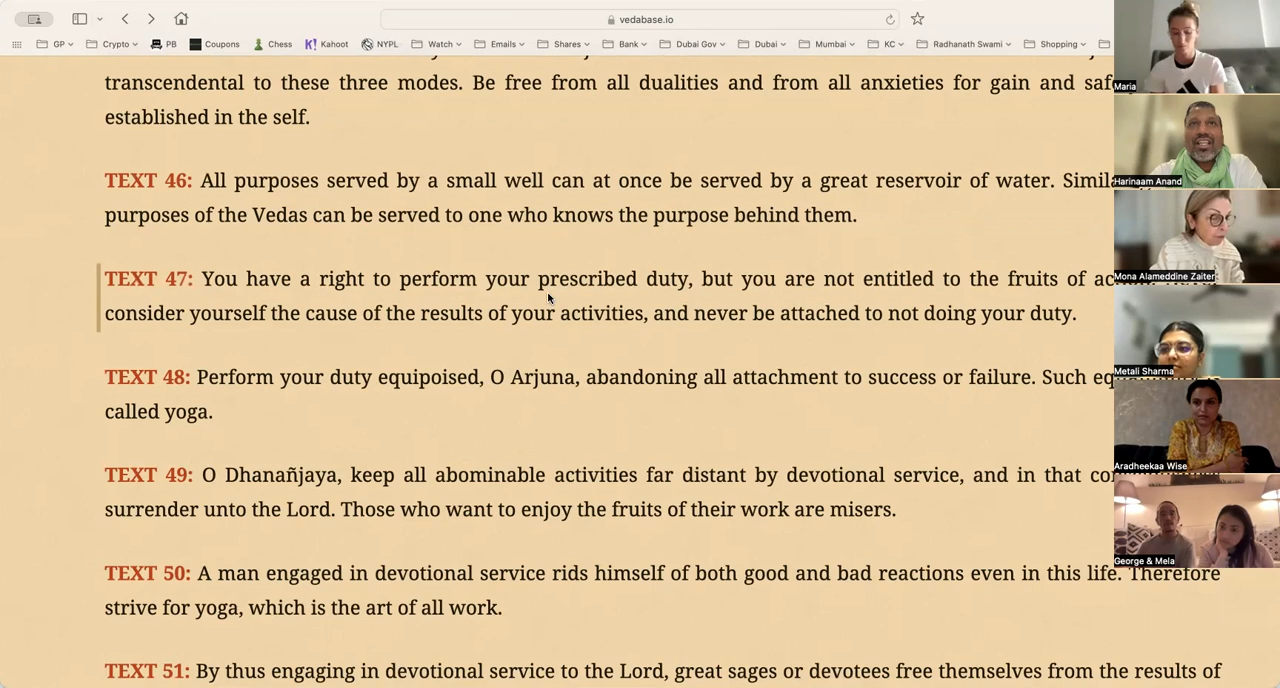 vedabase.io
GP
Crypto
PB
Coupons
Chess
Kahoot
NYPL
Watch
Emails
Shares
Bank
Dubai Gov
Dubai
Mumbai
KC
Radhanath Swami
Shopping
transcendental to these three modes. Be free from all dualities and from all anxieties for gain and
established in the self.
TEXT 46: All purposes served by a small well can at once be served by a great reservoir of water.
purposes of the Vedas can be served to one who knows the purpose behind them.
TEXT 47: You have a right to perform your prescribed duty, but you are not entitled to the fruits of
consider yourself the cause of the results of your activities, and never be attached to not doing your duty.
TEXT 48: Perform your duty equipoised, O Arjuna, abandoning all attachment to success or failure. Such
called yoga.
TEXT 49: O Dhanañjaya, keep all abominable activities far distant by devotional service, and in that
surrender unto the Lord. Those who want to enjoy the fruits of their work are misers.
TEXT 50: A man engaged in devotional service rids himself of both good and bad reactions even in this life. Therefore
strive for yoga, which is the art of all work.
TEXT 51: By thus engaging in devotional service to the Lord, great sages or devotees free themselves from the results of
Maria
Harinaam Anand
Mona Alameddine Zaiter
Metali Sharma
Aradheekaa Wise
George & Mela